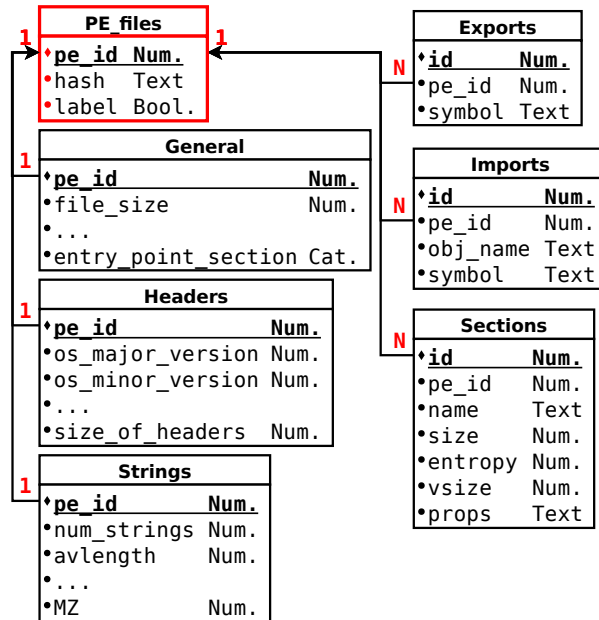 PE_files
pe_id Num.
hash Text
label Bool.
1
1
General
pe_id Num.
file_size Num.
...
entry_point_section Cat.
1
Headers
pe_id Num.
os_major_version Num.
os_minor_version Num.
...
size_of_headers Num.
1
Strings
pe_id Num.
num_strings Num.
avlength Num.
...
MZ Num.
1
Exports
id Num.
pe_id Num.
symbol Text
N
Imports
id Num.
pe_id Num.
obj_name Text
symbol Text
N
Sections
id Num.
pe_id Num.
name Text
size Num.
entropy Num.
vsize Num.
props Text
N